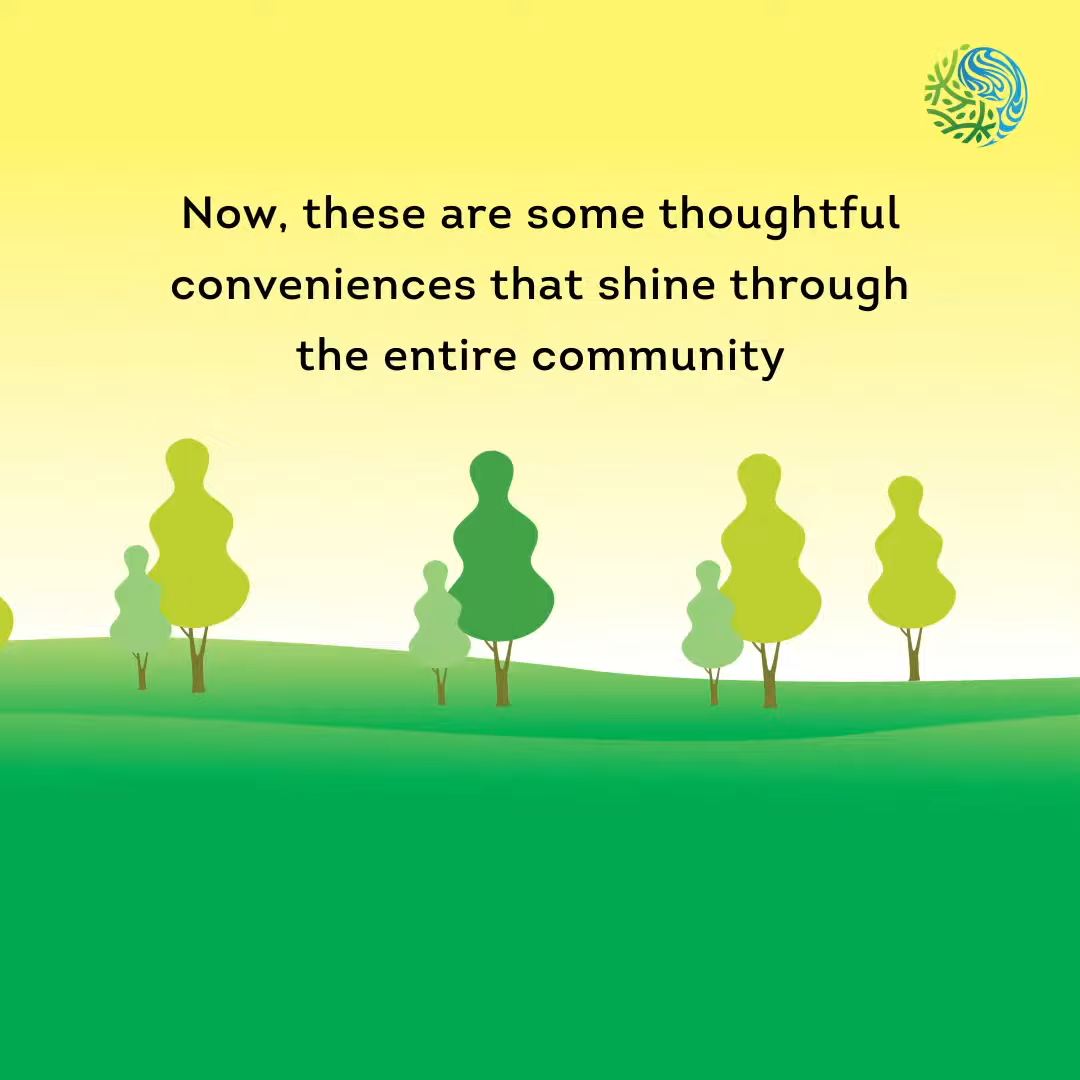 Now, these are some thoughtful
conveniences that shine through
the entire community